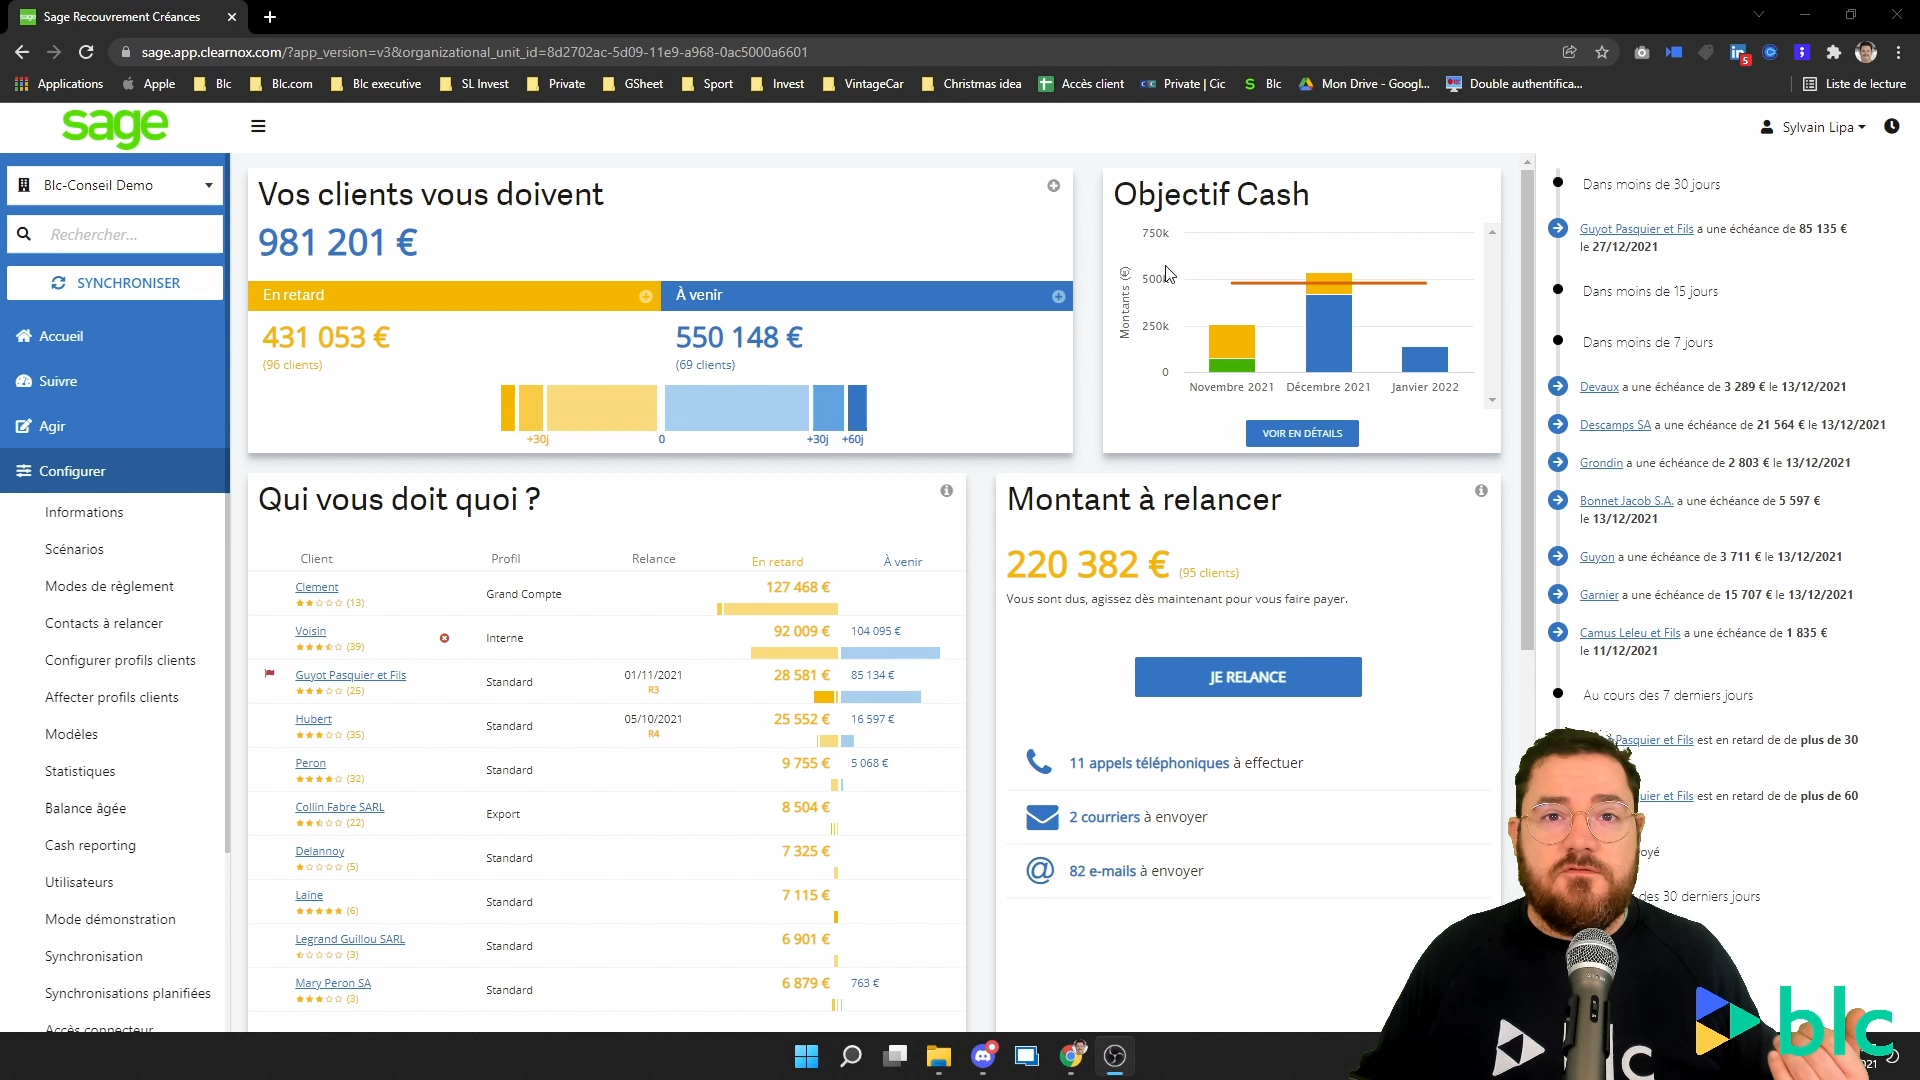 Sage Recouvrement Créances
sage.app.clearnox.com/?app_version=v3&organizational_unit_id=8d2702ac-5d09-11e9-a968-0ac5000a6601
Applications Apple Blc Blc.com Blc executive SL Invest Private GSheet Sport Invest VintageCar Christmas idea Accès client Private | Cic Blc Mon Drive - Googl... Double authentifica... Liste de lecture
5
sage
Sylvain Lipa
Blc-Conseil Demo
Rechercher...
SYNCHRONISER
Accueil
Suivre
Agir
Configurer
Informations
Scénarios
Modes de règlement
Contacts à relancer
Configurer profils clients
Affecter profils clients
Modèles
Statistiques
Balance âgée
Cash reporting
Utilisateurs
Mode démonstration
Synchronisation
Synchronisations planifiées
Accès connecteur
Vos clients vous doivent
981 201 €
En retard
À venir
431 053 €
(96 clients)
550 148 €
(69 clients)
+30j 0 +30j +60j
Objectif Cash
Montants (€)
750k
500k
250k
0
Novembre 2021 Décembre 2021 Janvier 2022
VOIR EN DÉTAILS
Qui vous doit quoi ?
Client Profil Relance En retard À venir
Clement (13) Grand Compte 127 468 €
Voisin (39) Interne 92 009 € 104 095 €
Guyot Pasquier et Fils (25) Standard 01/11/2021 R3 28 581 € 85 134 €
Hubert (35) Standard 05/10/2021 R4 25 552 € 16 597 €
Peron (32) Standard 9 755 € 5 068 €
Collin Fabre SARL (22) Export 8 504 €
Delannoy (5) Standard 7 325 €
Laine (6) Standard 7 115 €
Legrand Guillou SARL (3) Standard 6 901 €
Mary Peron SA (3) Standard 6 879 € 763 €
Montant à relancer
220 382 € (95 clients)
Vous sont dus, agissez dès maintenant pour vous faire payer.
JE RELANCE
11 appels téléphoniques à effectuer
2 courriers à envoyer
82 e-mails à envoyer
Dans moins de 30 jours
Guyot Pasquier et Fils a une échéance de 85 135 €
le 27/12/2021
Dans moins de 15 jours
Dans moins de 7 jours
Devaux a une échéance de 3 289 € le 13/12/2021
Descamps SA a une échéance de 21 564 € le 13/12/2021
Grondin a une échéance de 2 803 € le 13/12/2021
Bonnet Jacob S.A. a une échéance de 5 597 €
le 13/12/2021
Guyon a une échéance de 3 711 € le 13/12/2021
Garnier a une échéance de 15 707 € le 13/12/2021
Camus Leleu et Fils a une échéance de 1 835 €
le 11/12/2021
Au cours des 7 derniers jours
Pasquier et Fils est en retard de de plus de 30
uier et Fils est en retard de de plus de 60
des 30 derniers jours
blc